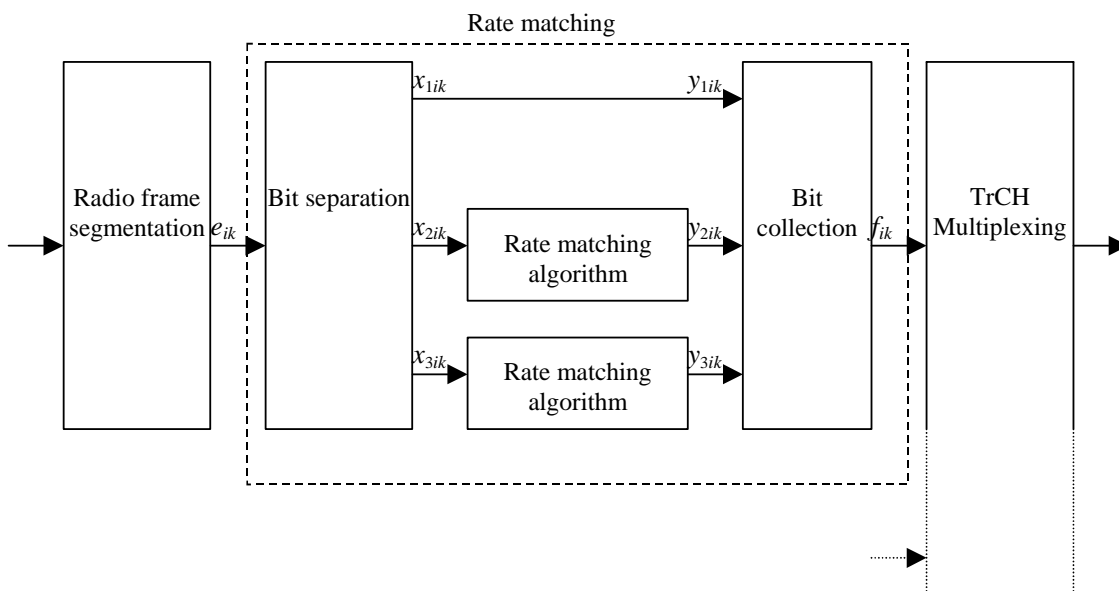 Rate matching
Radio frame
segmentation
e_ik
Bit separation
x_1ik
y_1ik
x_2ik
Rate matching
algorithm
y_2ik
x_3ik
Rate matching
algorithm
y_3ik
Bit
collection
f_ik
TrCH
Multiplexing